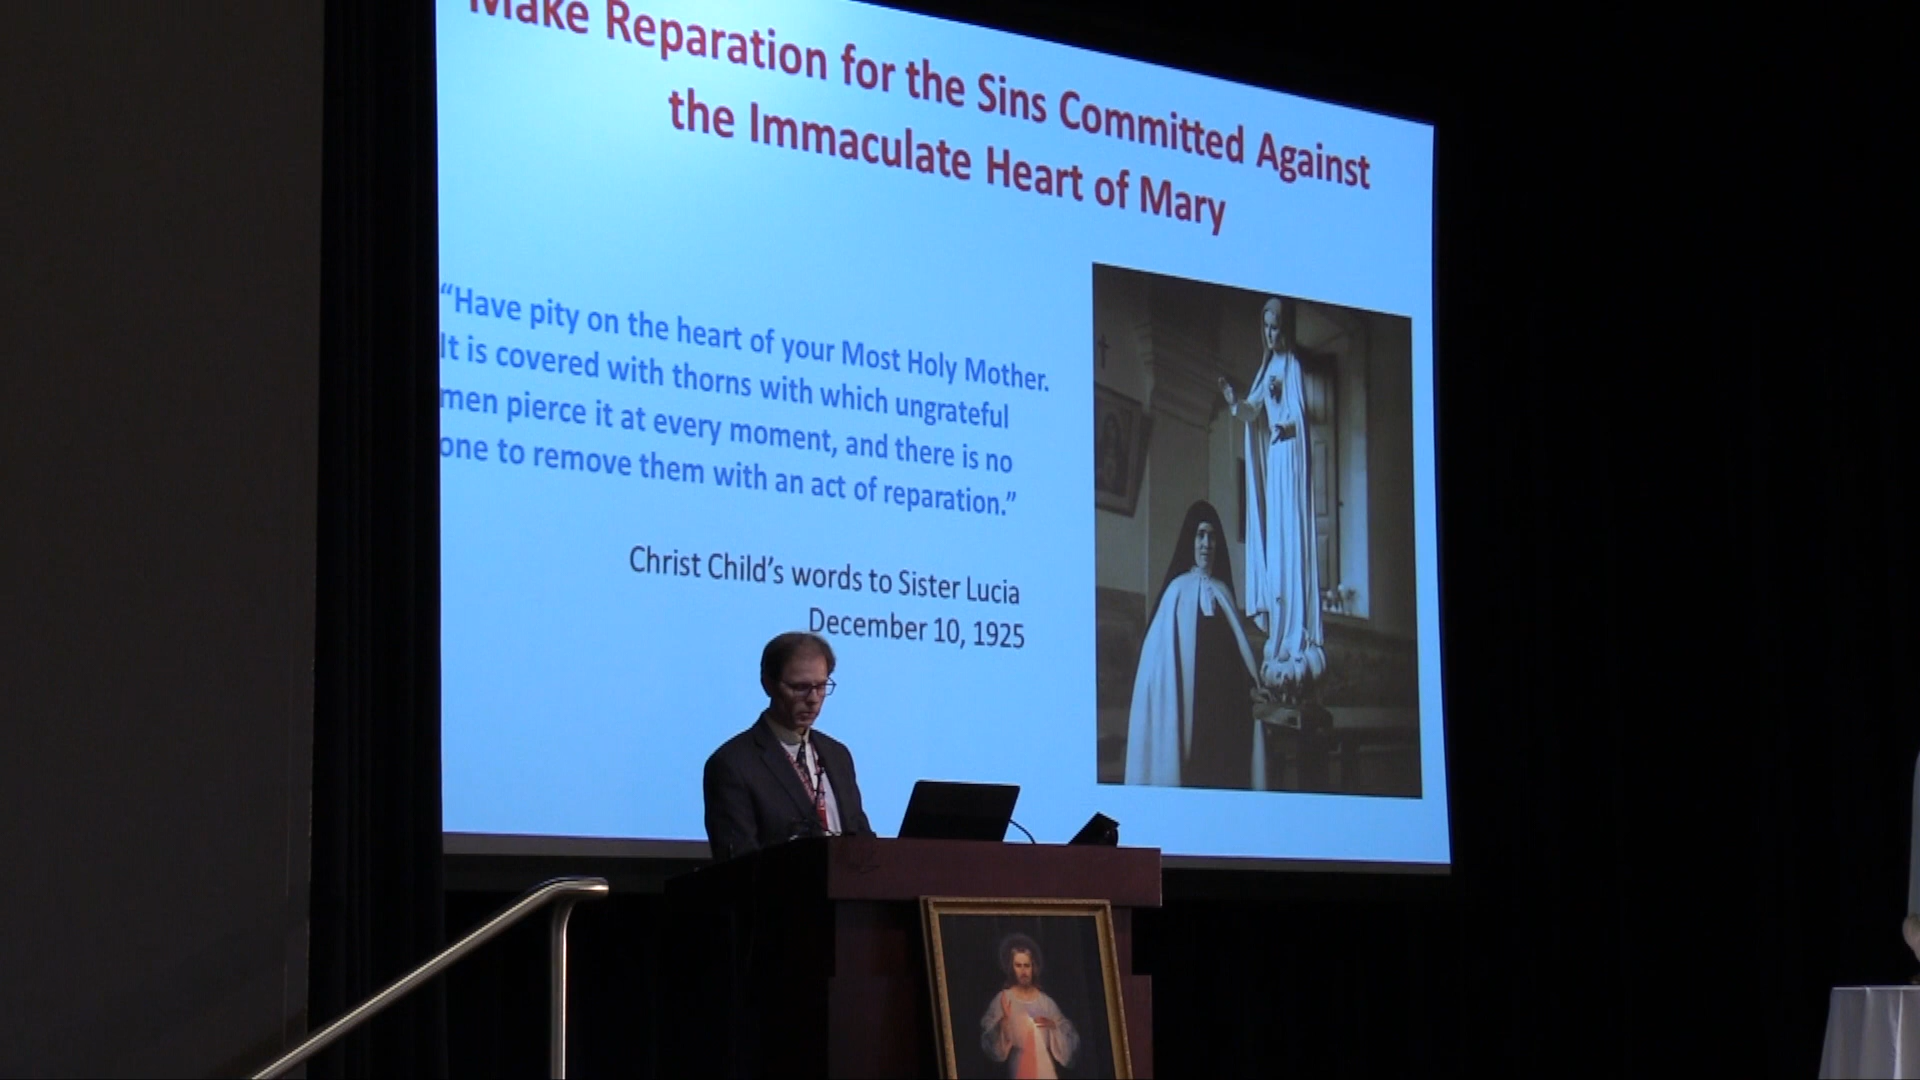 Make Reparation for the Sins Committed Against
the Immaculate Heart of Mary
“Have pity on the heart of your Most Holy Mother.
It is covered with thorns with which ungrateful
men pierce it at every moment, and there is no
one to remove them with an act of reparation.”
Christ Child’s words to Sister Lucia
December 10, 1925